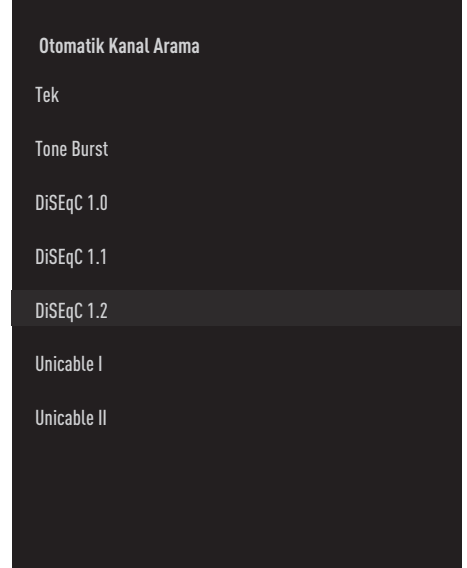 Otomatik Kanal Arama
Tek
Tone Burst
DiSEqC 1.0
DiSEqC 1.1
DiSEqC 1.2
Unicable I
Unicable II